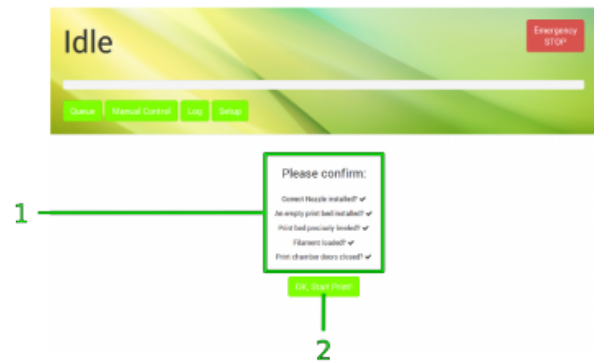 Idle
Emergency
STOP
Queue Manual Control Log Setup
Please confirm:
Correct Nozzle installed? ✔
An empty print bed installed? ✔
Print bed precisely leveled? ✔
Filament loaded? ✔
Print chamber doors closed? ✔
1
OK, Start Print!
2